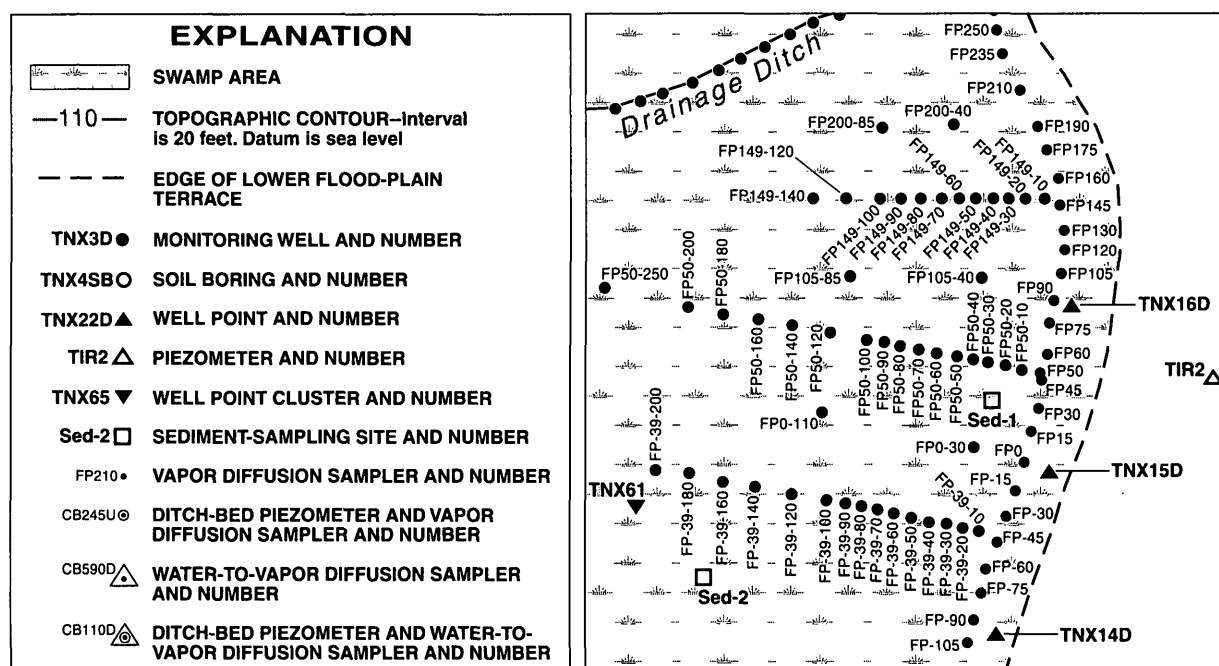 EXPLANATION
SWAMP AREA
110
TOPOGRAPHIC CONTOUR—Interval
is 20 feet. Datum is sea level
EDGE OF LOWER FLOOD-PLAIN
TERRACE
TNX3D MONITORING WELL AND NUMBER
TNX4SB SOIL BORING AND NUMBER
TNX22D WELL POINT AND NUMBER
TIR2 PIEZOMETER AND NUMBER
TNX65 WELL POINT CLUSTER AND NUMBER
Sed-2 SEDIMENT-SAMPLING SITE AND NUMBER
FP210 VAPOR DIFFUSION SAMPLER AND NUMBER
CB245U DITCH-BED PIEZOMETER AND VAPOR
DIFFUSION SAMPLER AND NUMBER
CB590D WATER-TO-VAPOR DIFFUSION SAMPLER
AND NUMBER
CB110D DITCH-BED PIEZOMETER AND WATER-TO-
VAPOR DIFFUSION SAMPLER AND NUMBER
Drainage Ditch
FP250
FP235
FP210
FP200-85
FP200-40
FP190
FP175
FP160
FP149-120
FP149-140
FP149-100
FP149-90
FP149-80
FP149-70
FP149-60
FP149-50
FP149-40
FP149-30
FP149-20
FP149-10
FP145
FP130
FP120
FP105
FP105-85
FP105-40
FP90
TNX16D
FP75
FP60
FP50
FP45
TIR2
FP50-250
FP50-200
FP50-180
FP50-160
FP50-140
FP50-120
FP50-100
FP50-90
FP50-80
FP50-70
FP50-60
FP50-50
FP50-40
FP50-30
FP50-20
FP50-10
Sed-1
FP30
FP15
FP0-110
FP0-30
FP0
TNX15D
FP-15
FP-30
FP-45
FP-39-200
TNX61
FP-39-180
FP-39-160
FP-39-140
FP-39-120
FP-39-100
FP-39-90
FP-39-80
FP-39-70
FP-39-60
FP-39-50
FP-39-40
FP-39-30
FP-39-20
FP-39-10
FP-60
FP-75
Sed-2
FP-90
TNX14D
FP-105